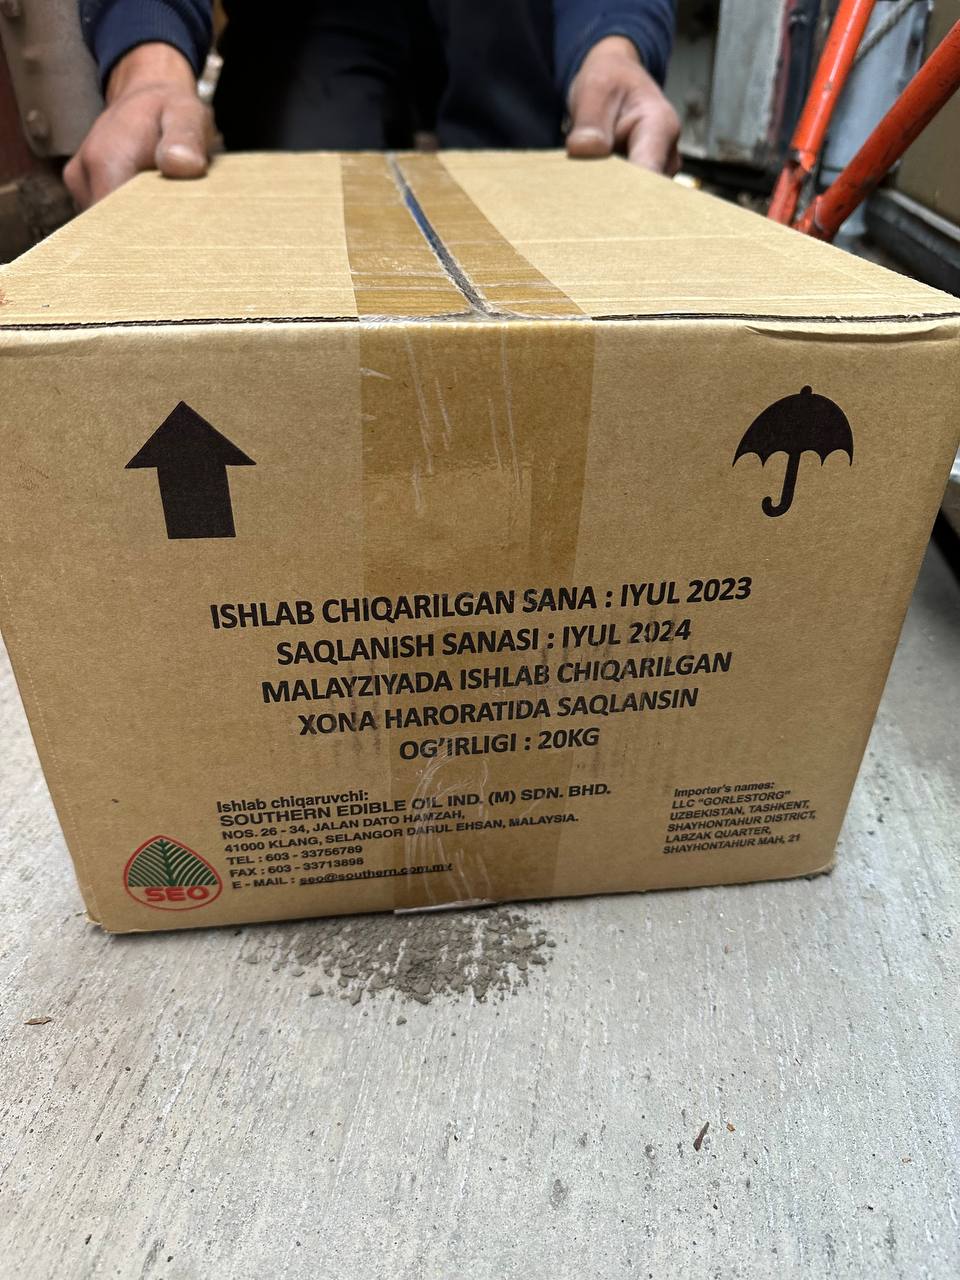 ISHLAB CHIQARILGAN SANA : IYUL 2023
SAQLANISH SANASI : IYUL 2024
MALAYZIYADA ISHLAB CHIQARILGAN
XONA HARORATIDA SAQLANSIN
OG'IRLIGI : 20KG
Ishlab chiqaruvchi:
SOUTHERN EDIBLE OIL IND. (M) SDN. BHD.
NOS. 26 - 34, JALAN DATO HAMZAH,
41000 KLANG, SELANGOR DARUL EHSAN, MALAYSIA.
TEL : 603 - 33756789
FAX : 603 - 33713898
E - MAIL : seo@southern.com.my
SEO
Importer's names:
LLC "GORLESTORG"
UZBEKISTAN, TASHKENT,
SHAYHONTAHUR DISTRICT,
LABZAK QUARTER,
SHAYHONTAHUR MAH, 21